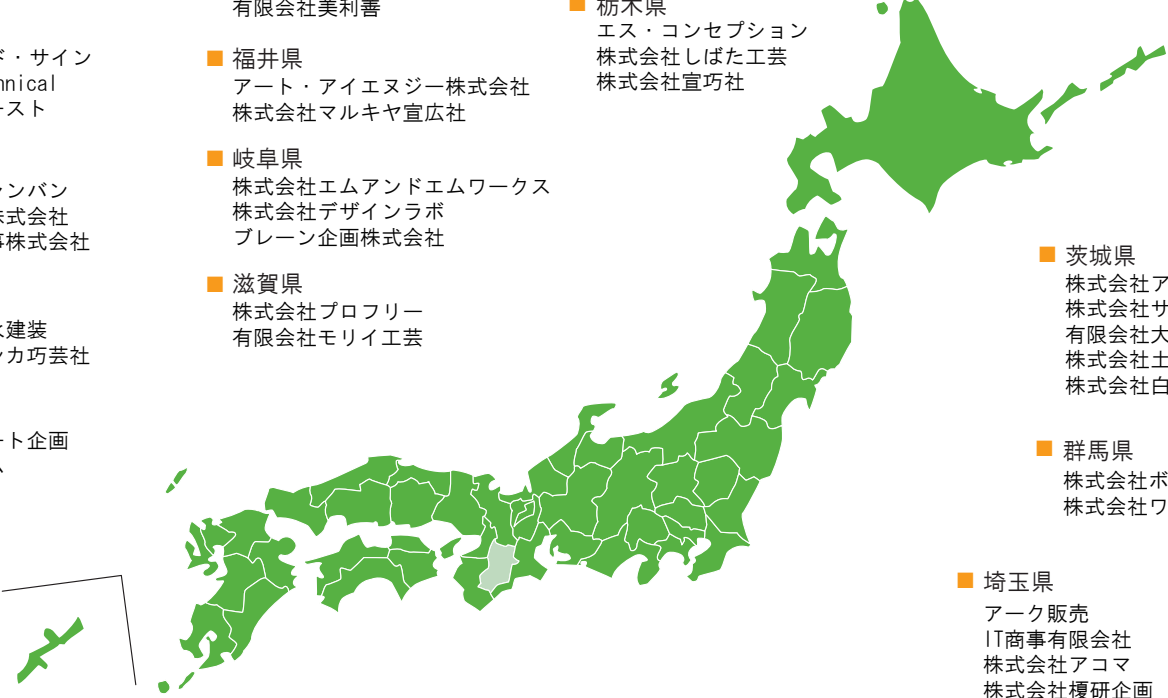 ド・サイン
hnical
ースト
ャンバン
株式会社
事株式会社
建装
ンカ巧芸社
ート企画
有限会社美利善
福井県
アート・アイエヌジー株式会社
株式会社マルキヤ宣広社
岐阜県
株式会社エムアンドエムワークス
株式会社デザインラボ
ブレーン企画株式会社
滋賀県
株式会社プロフリー
有限会社モリイ工芸
栃木県
エス・コンセプション
株式会社しばた工芸
株式会社宣巧社
茨城県
株式会社ア
株式会社サ
有限会社大
株式会社土
株式会社白
群馬県
株式会社ボ
株式会社ワ
埼玉県
アーク販売
IT商事有限会社
株式会社アコマ
株式会社榎研企画